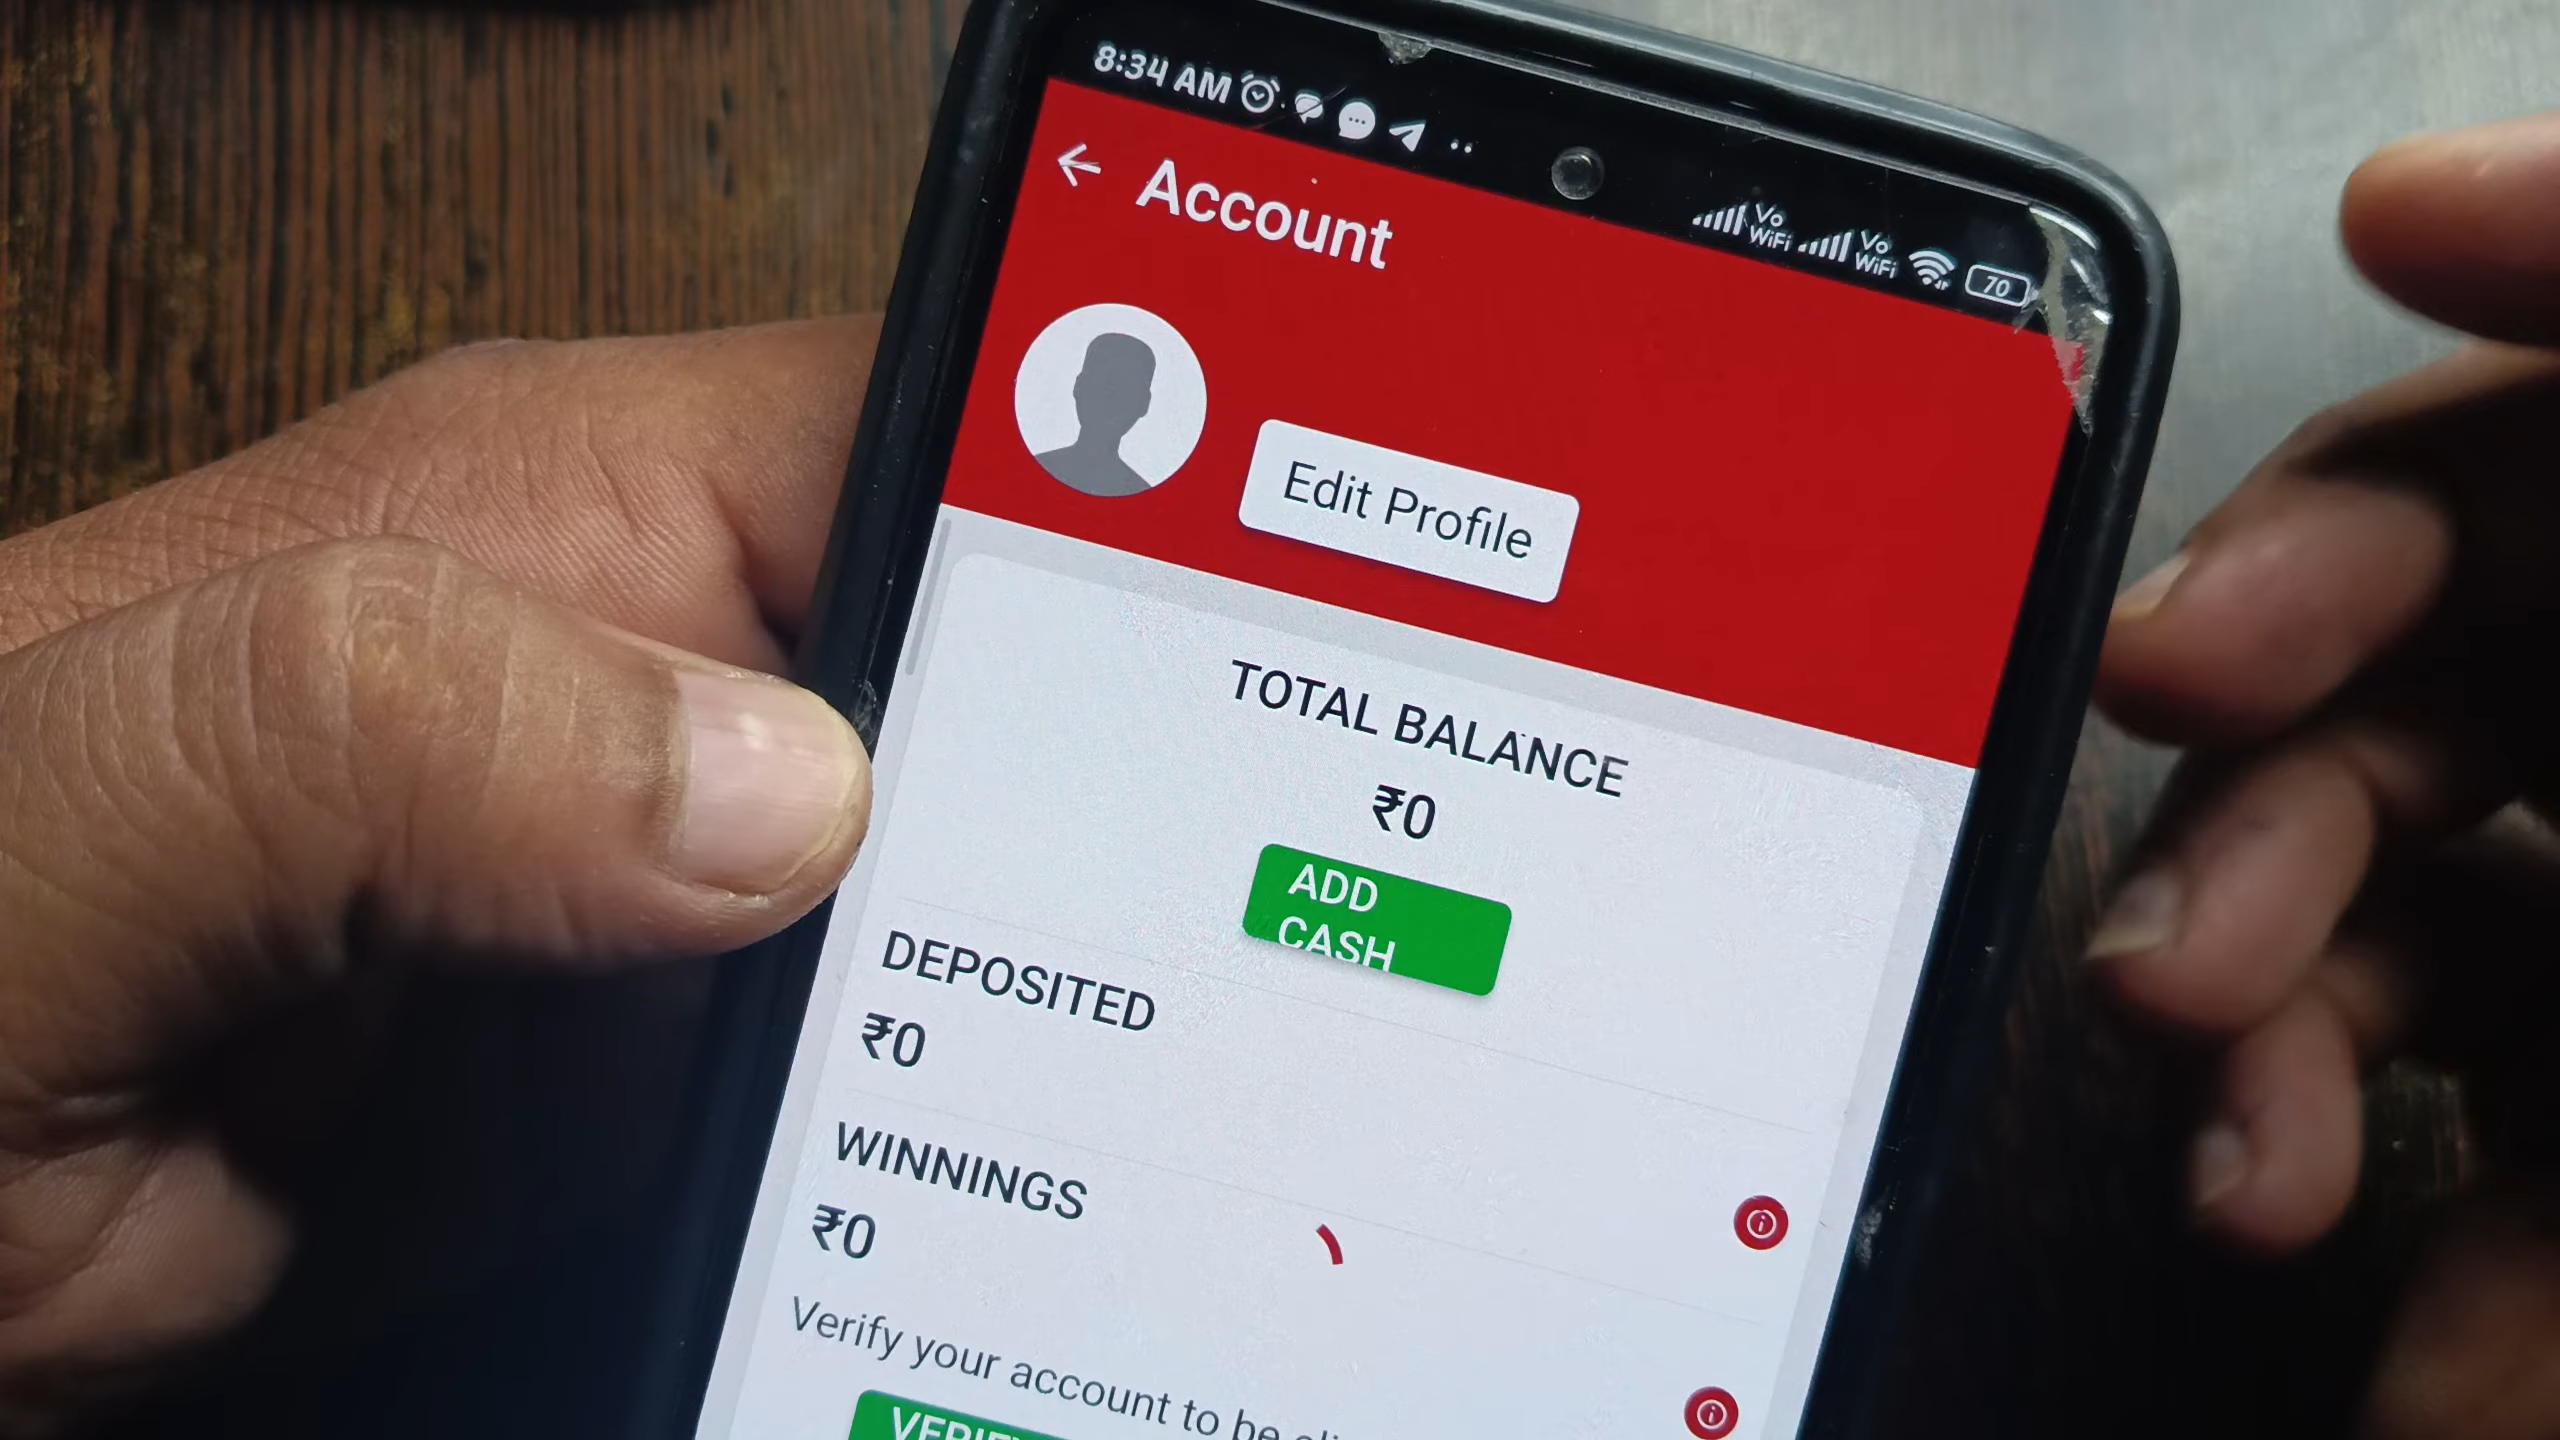 8:34 AM
Vo WiFi Vo WiFi 70
Account
Edit Profile
TOTAL BALANCE
₹0
ADD
CASH
DEPOSITED
₹0
WINNINGS
₹0
Verify your account to be